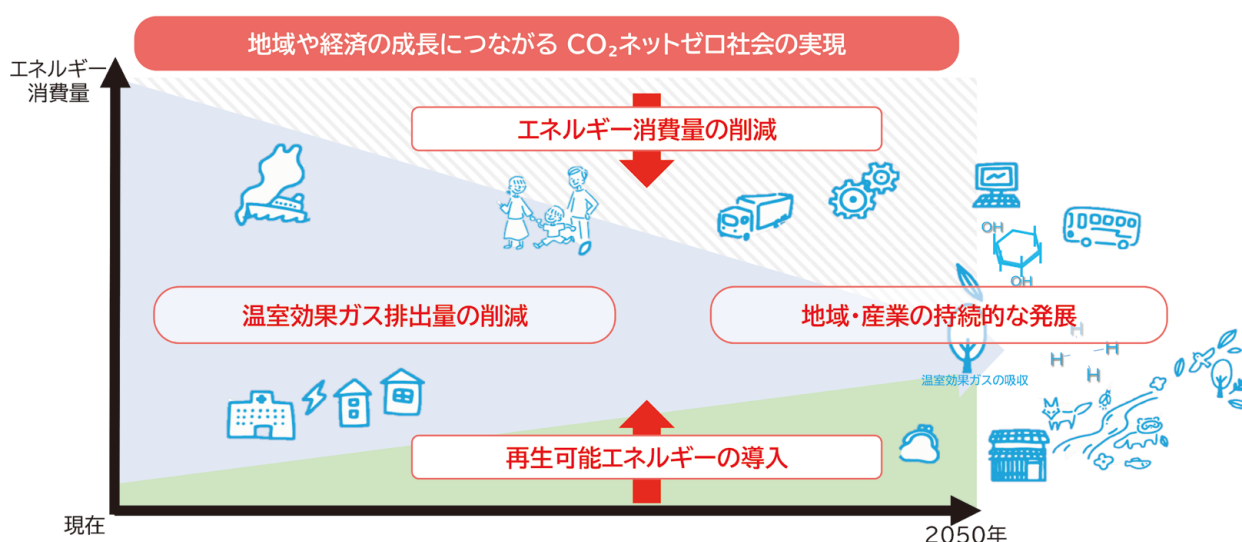 地域や経済の成長につながる CO₂ネットゼロ社会の実現
エネルギー
消費量
エネルギー消費量の削減
OH
OH
温室効果ガス排出量の削減
地域・産業の持続的な発展
H
H
H
H
温室効果ガスの吸収
再生可能エネルギーの導入
現在
2050年